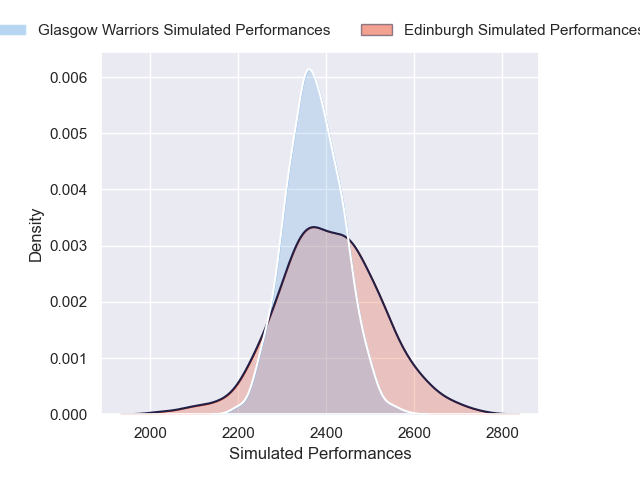 Glasgow Warriors Simulated Performances
Edinburgh Simulated Performances
0.006
0.005
0.004
0.003
0.002
0.001
0.000
Density
2000 2200 2400 2600 2800
Simulated Performances